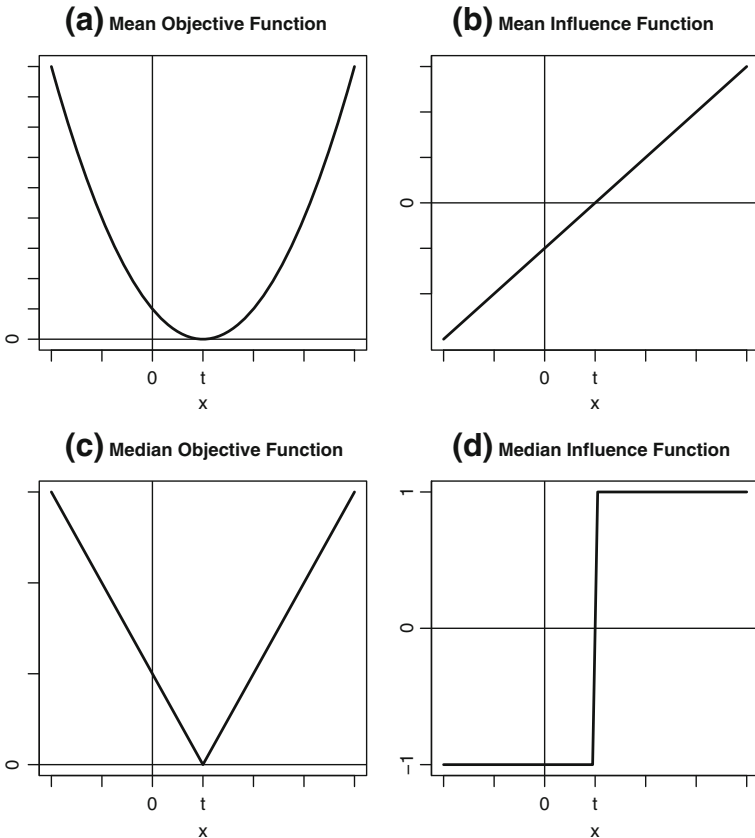 (a) Mean Objective Function
0
0 t
x
(b) Mean Influence Function
0
0 t
x
(c) Median Objective Function
0
0 t
x
(d) Median Influence Function
1
0
−1
0 t
x